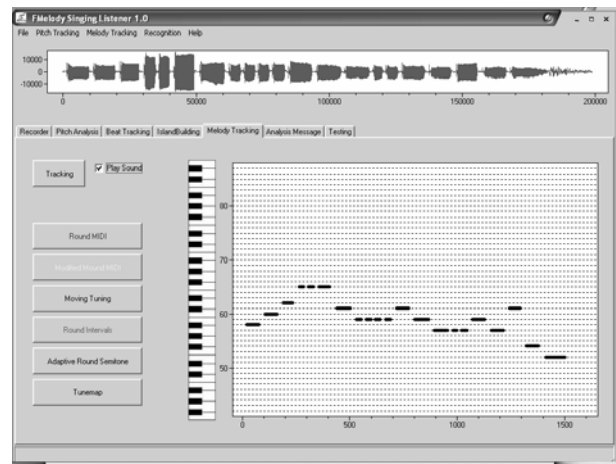 FMelody Singing Listener 1.0
File Pitch Tracking Melody Tracking Recognition Help
10000
0
-10000
0 50000 100000 150000 200000
Recorder Pitch Analysis Beat Tracking IslandBuilding Melody Tracking Analysis Message Testing
Tracking
Play Sound
Round MIDI
Modified Round MIDI
Moving Tuning
Round Intervals
Adaptive Round Semitone
Tunemap
80
70
60
50
0 500 1000 1500